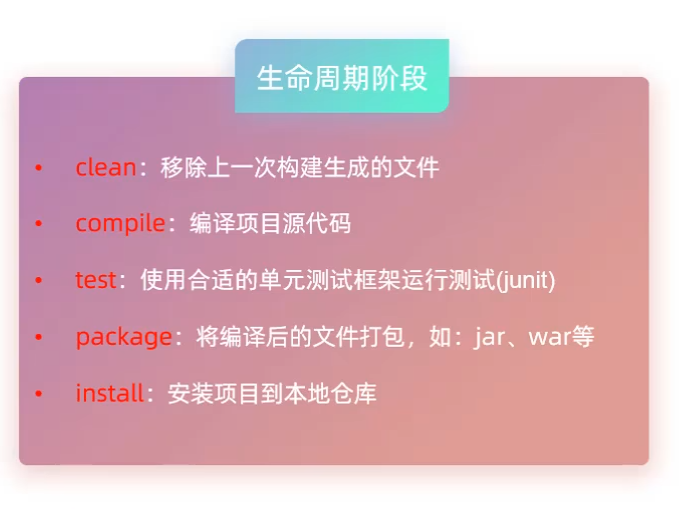 生命周期阶段
• clean：移除上一次构建生成的文件
• compile：编译项目源代码
• test：使用合适的单元测试框架运行测试(junit)
• package：将编译后的文件打包，如：jar、war等
• install：安装项目到本地仓库